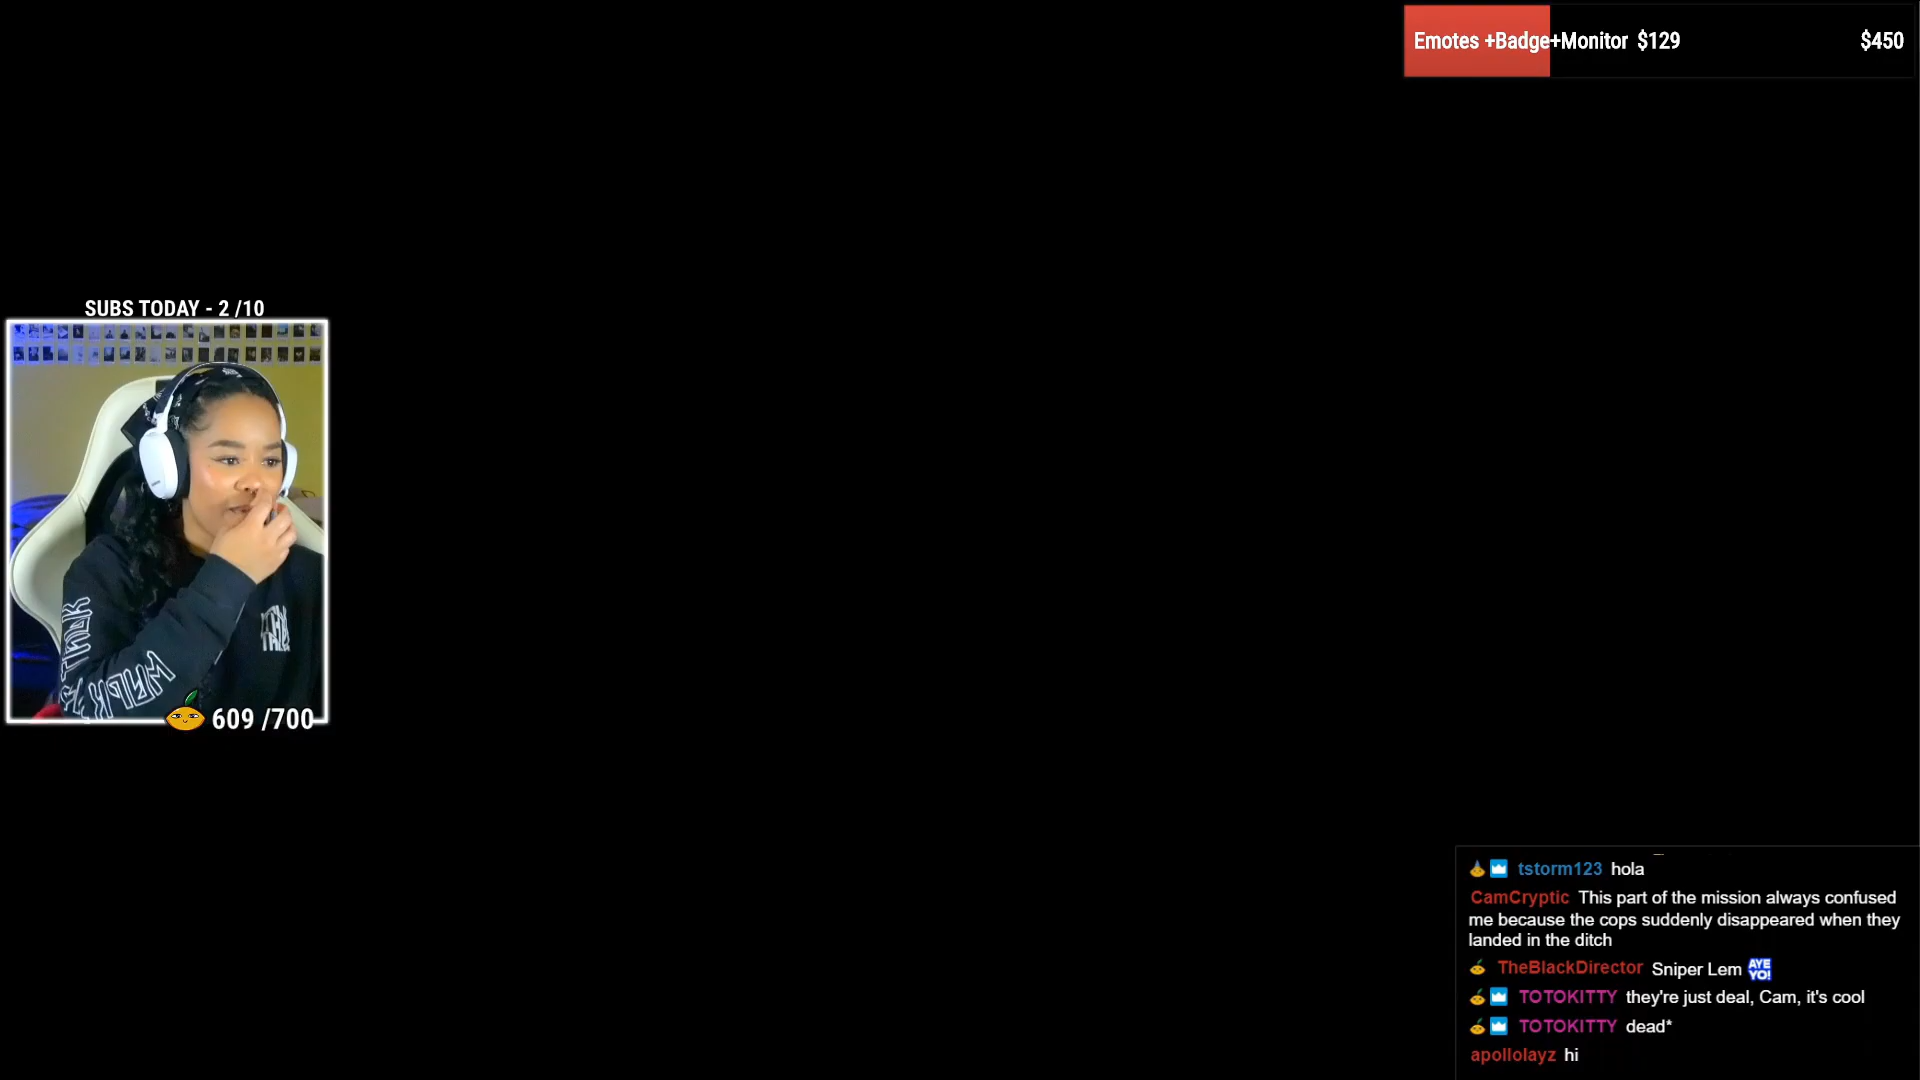 Emotes +Badge+Monitor $129 $450
SUBS TODAY - 2 /10
609 /700
tstorm123 hola
CamCryptic This part of the mission always confused
me because the cops suddenly disappeared when they
landed in the ditch
TheBlackDirector Sniper Lem AYE YO!
TOTOKITTY they're just deal, Cam, it's cool
TOTOKITTY dead*
apollolayz hi